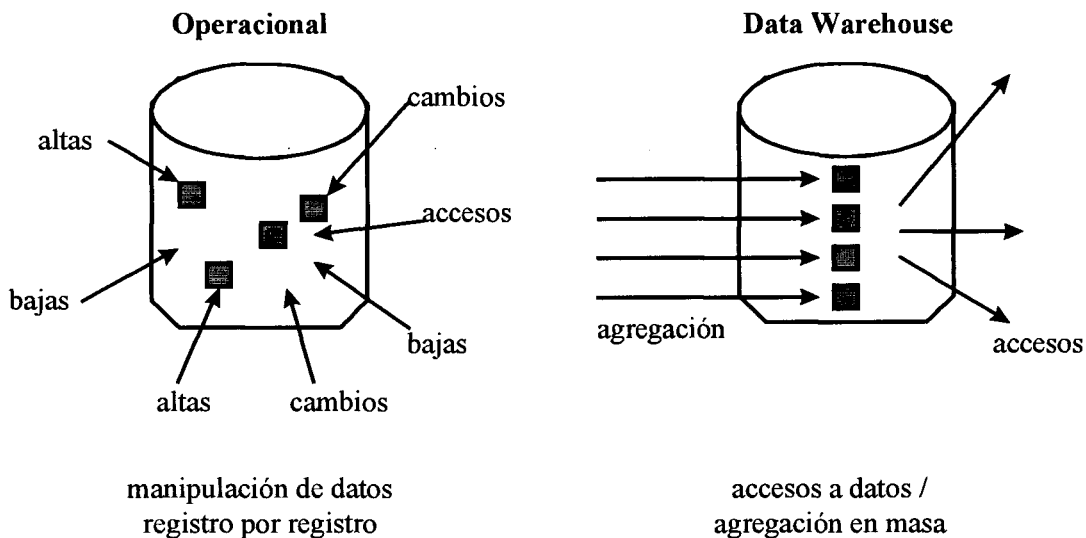 Operacional
Data Warehouse
cambios
altas
accesos
bajas
bajas
altas
cambios
agregación
accesos
manipulación de datos
registro por registro
accesos a datos /
agregación en masa